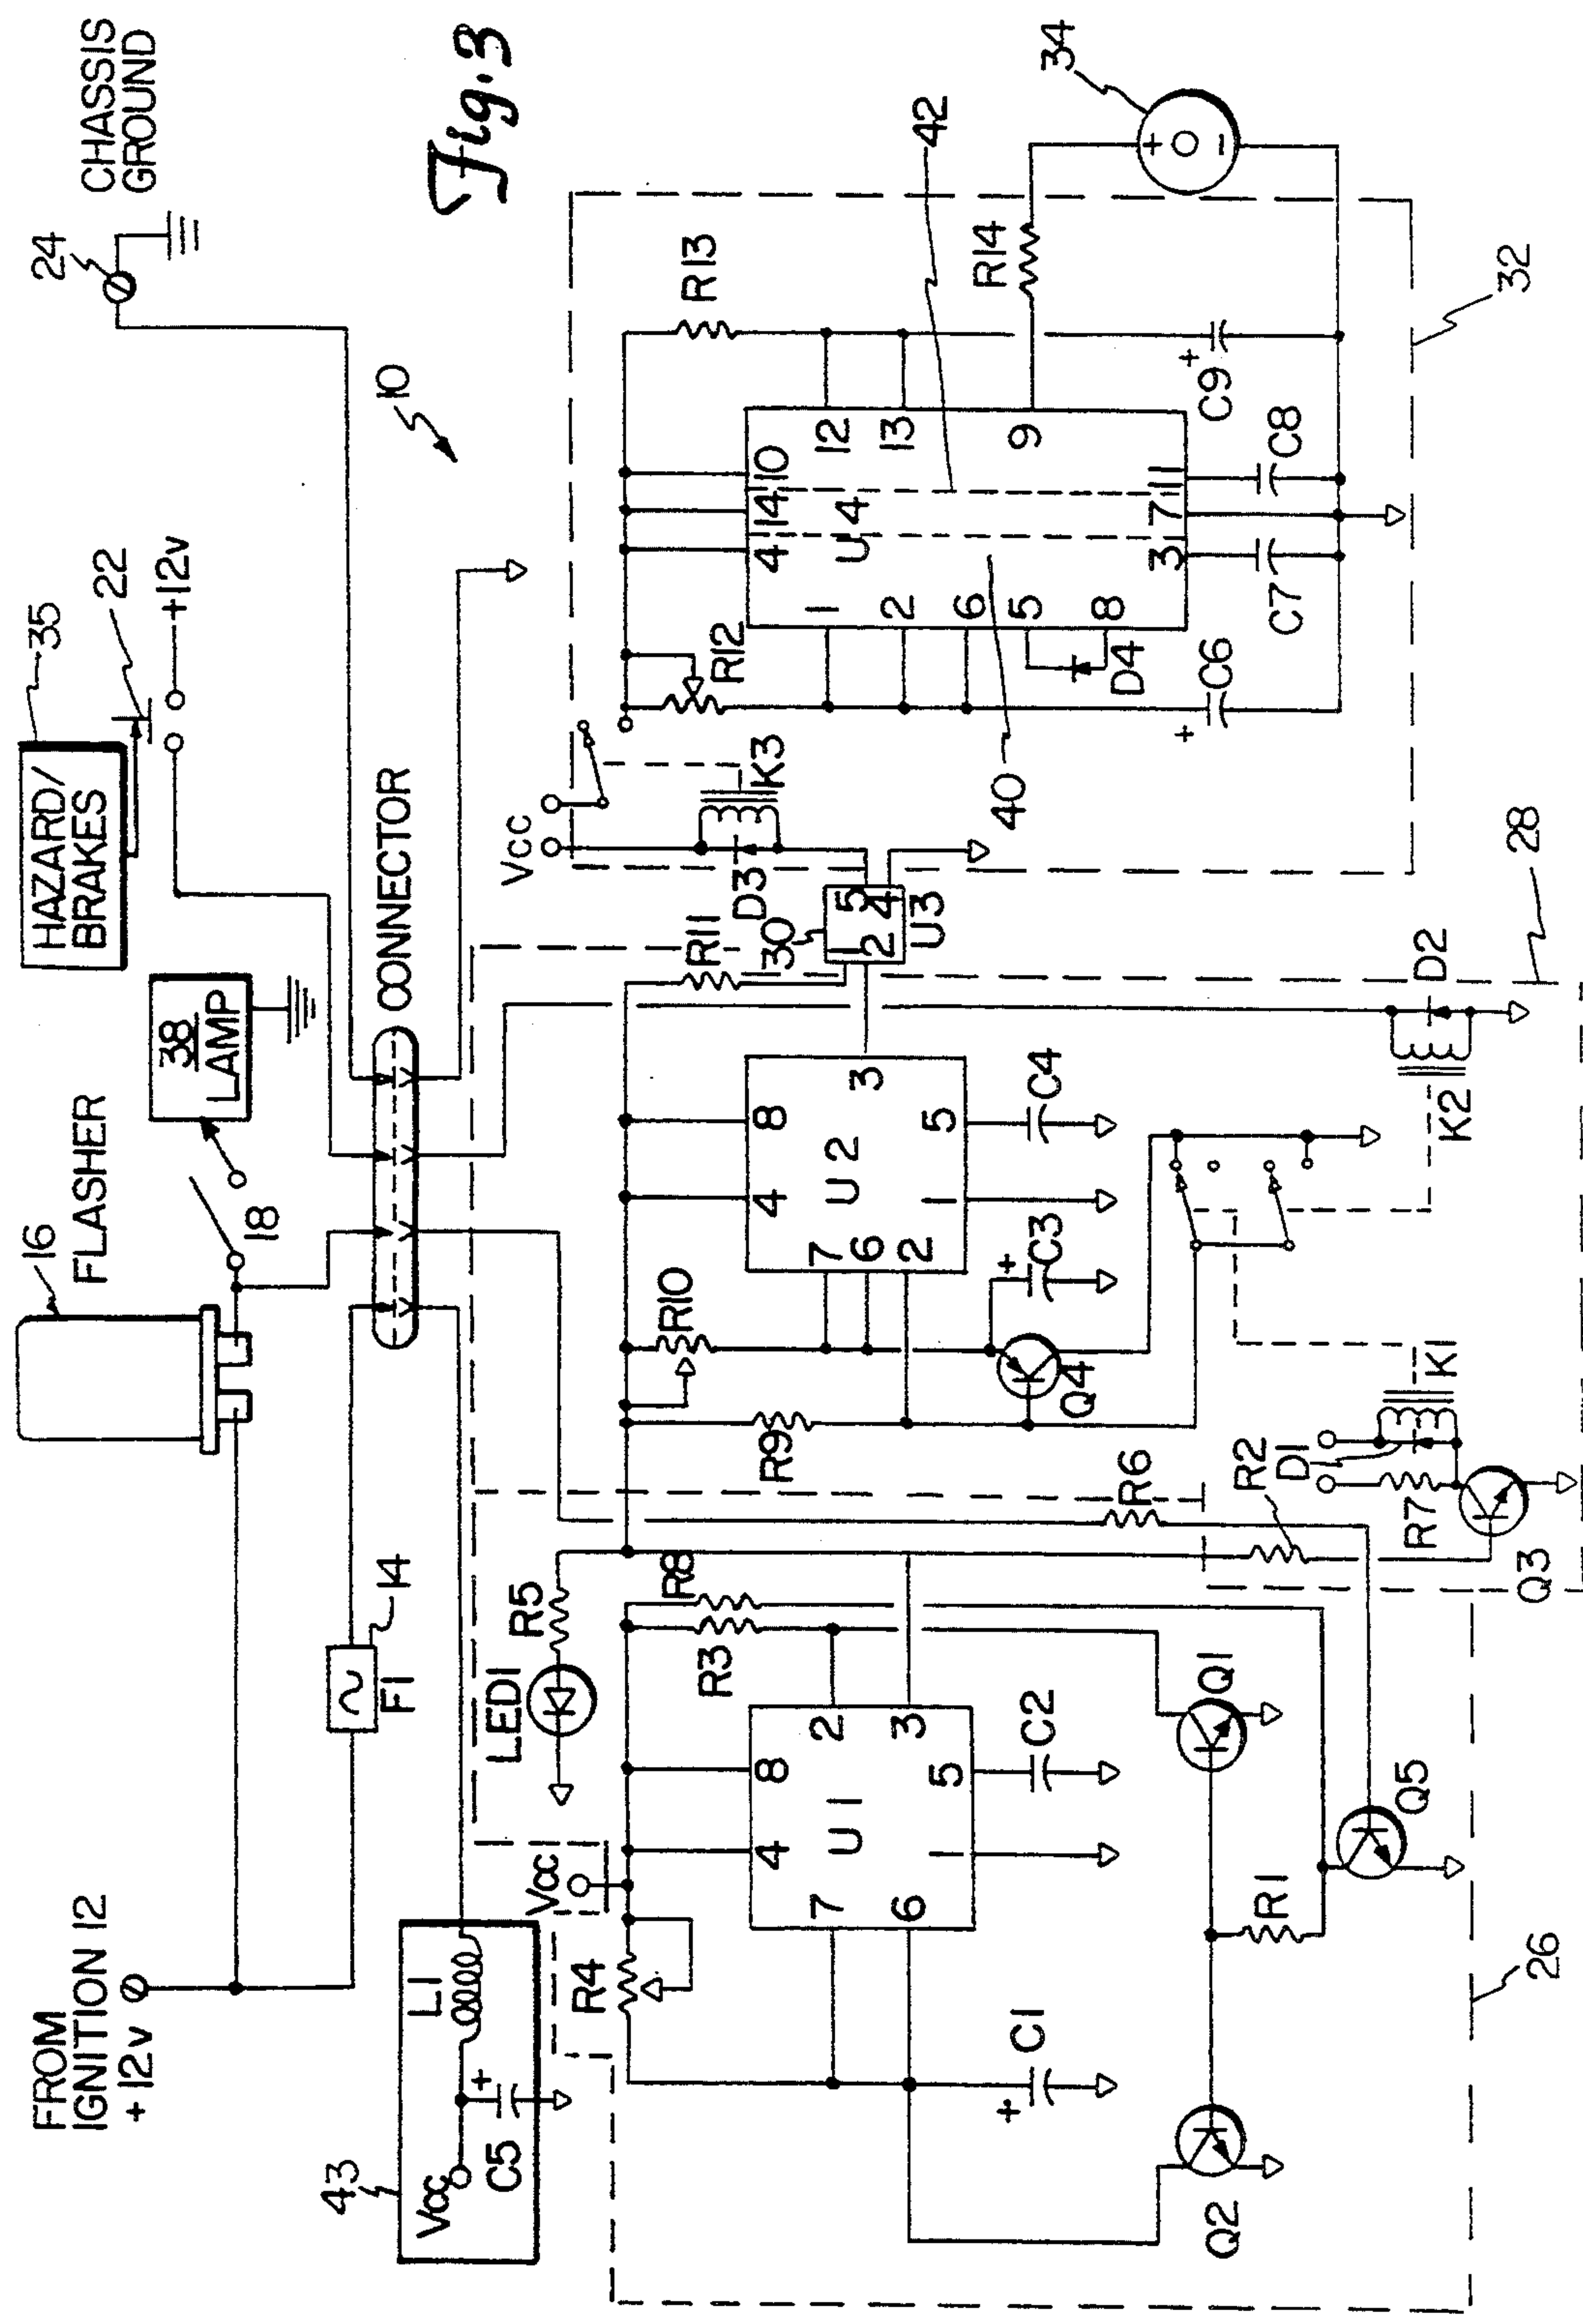 Fig. 3
CHASSIS
GROUND
24
10
35
HAZARD/
BRAKES
22
+12v
38
LAMP
CONNECTOR
16
FLASHER
18
14
F1
FROM
IGNITION 12
+12v
43
L1
Vcc
C5
+
Vcc
R4
LED1
R5
R3
R8
4
8
U1
7
6
2
3
1
5
C2
C1
+
Q1
Q2
R1
Q5
26
R6
R2
D1
R7
Q3
K1
R9
R10
4
8
U2
7
6
2
3
1
5
C4
C3
+
Q4
K2
D2
28
R11
30
1
2
5
4
U3
D3
K3
Vcc
R12
4
14
10
U4
1
2
6
5
8
D4
12
13
9
3
7
11
C6
+
C7
C8
C9
+
R13
R14
40
42
34
+
-
32